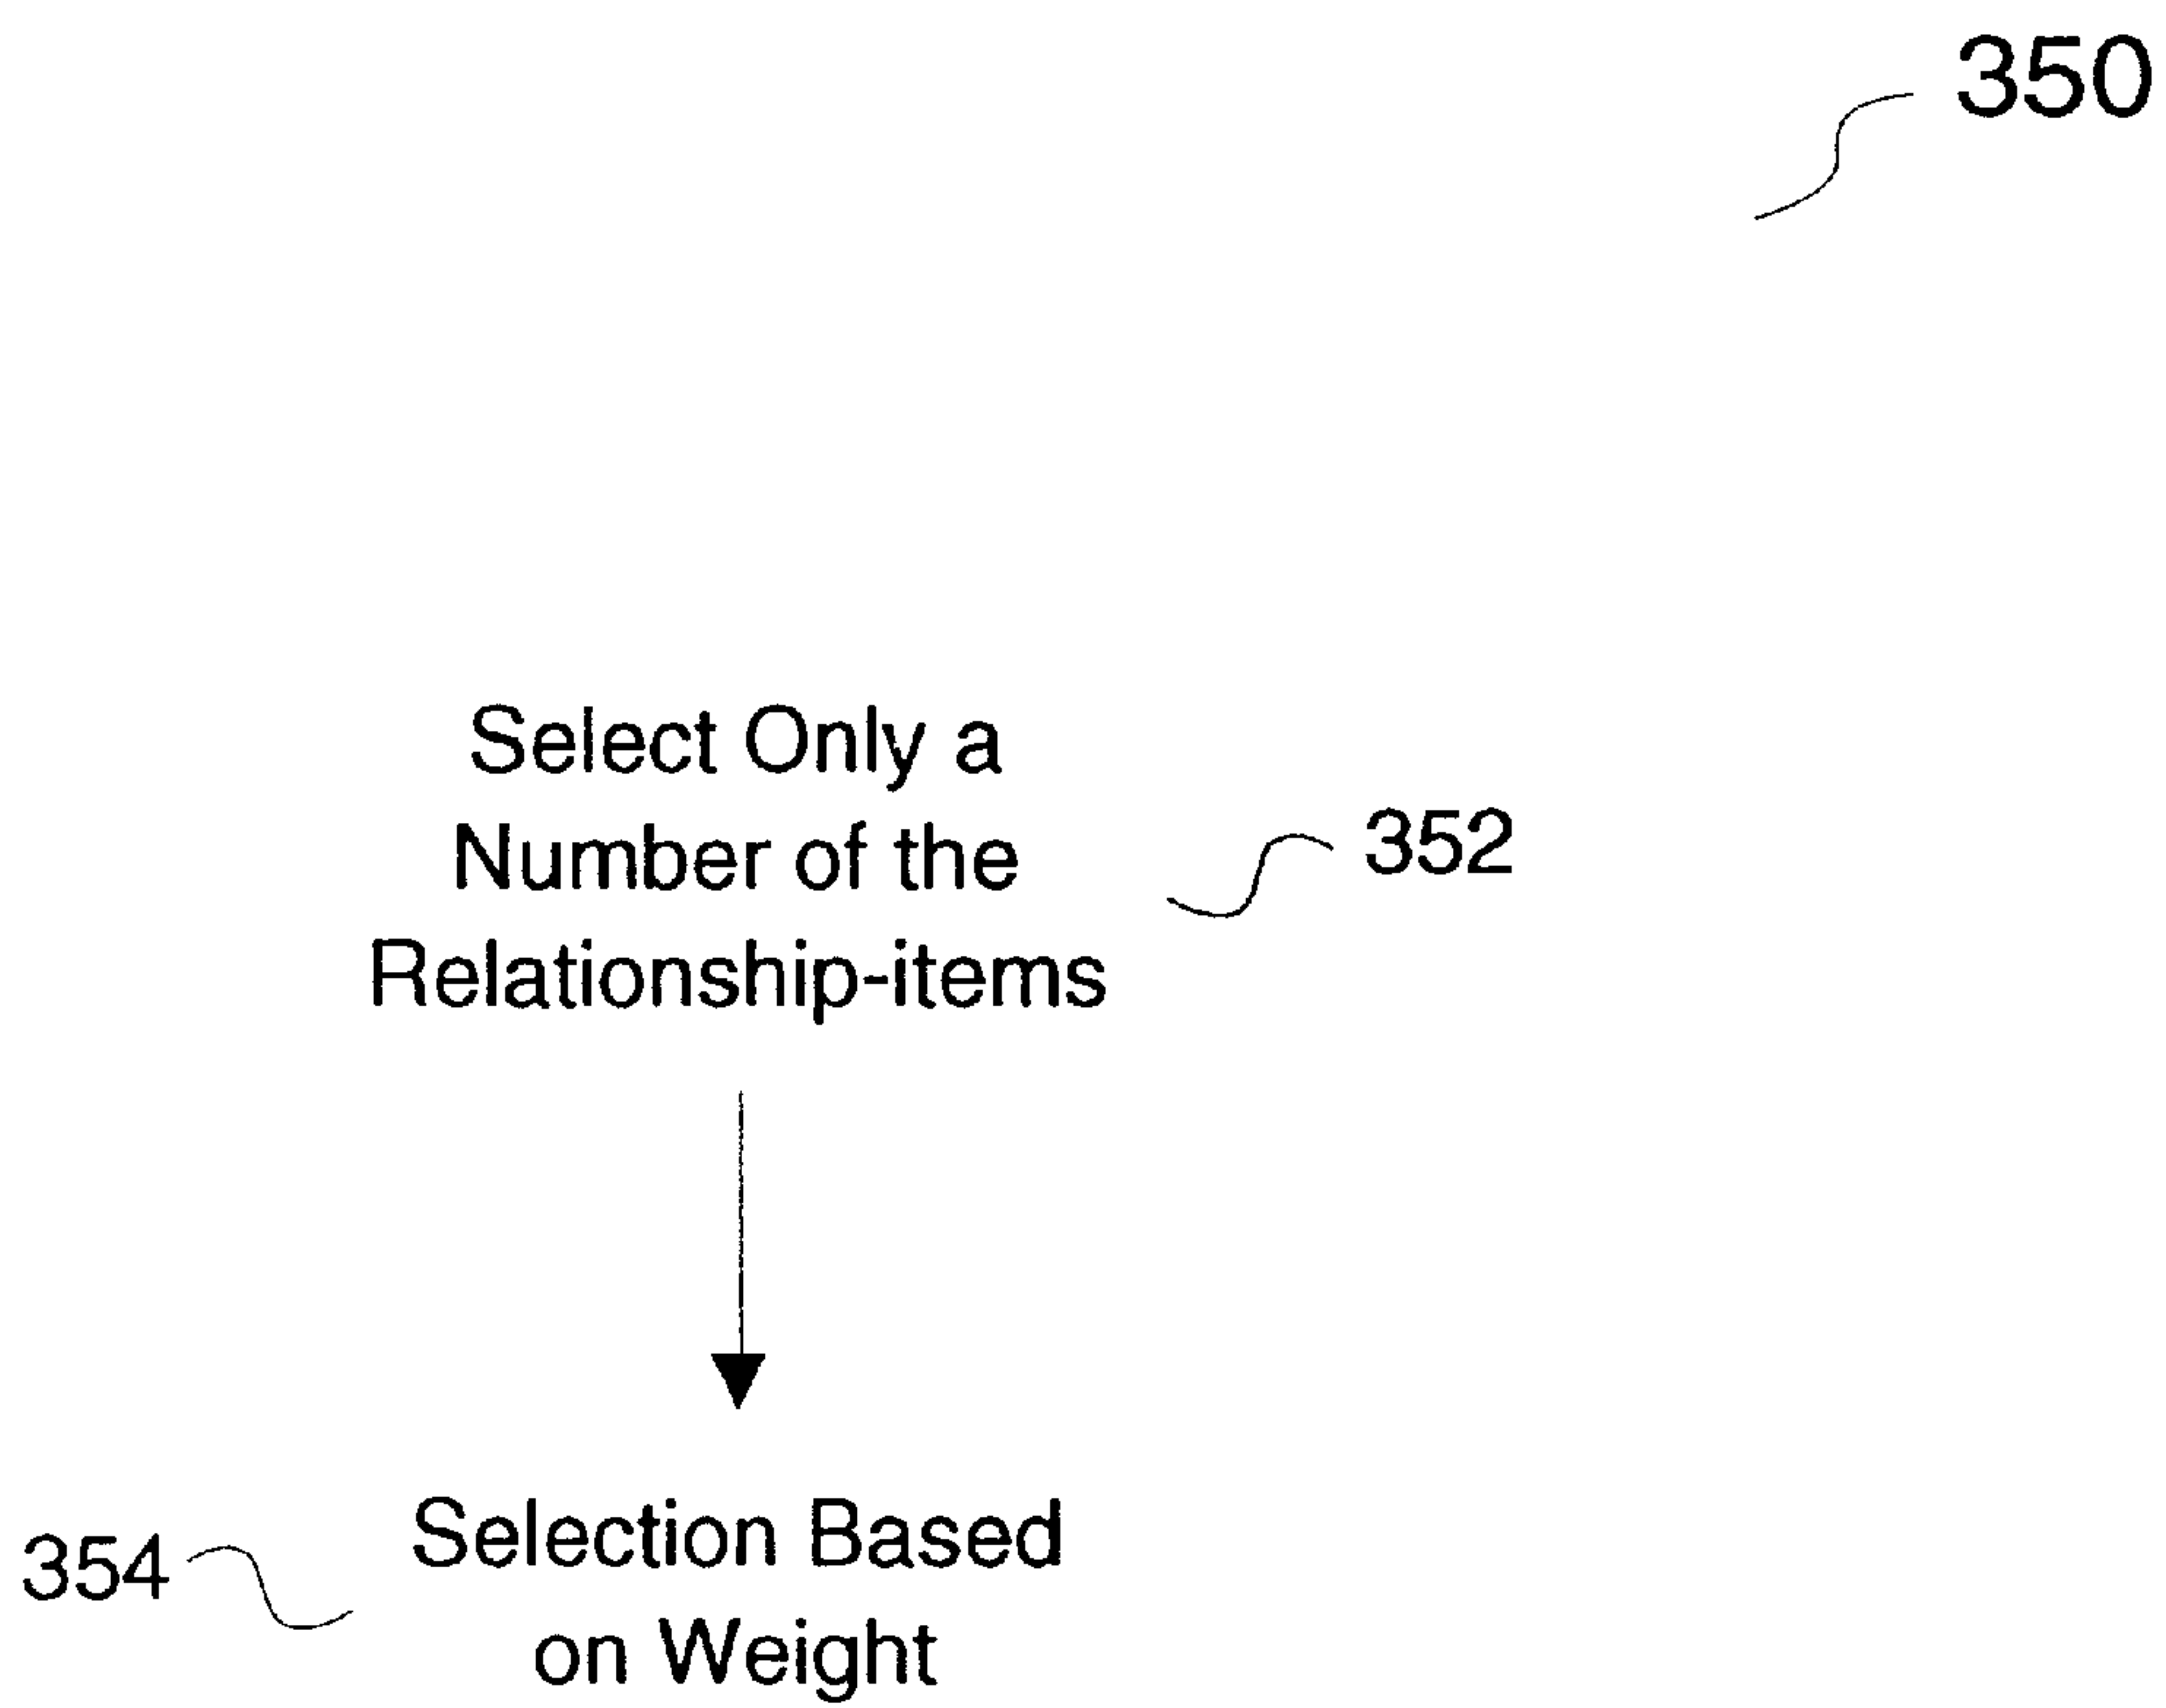 350
Select Only a
Number of the
Relationship-items
352
354
Selection Based
on Weight